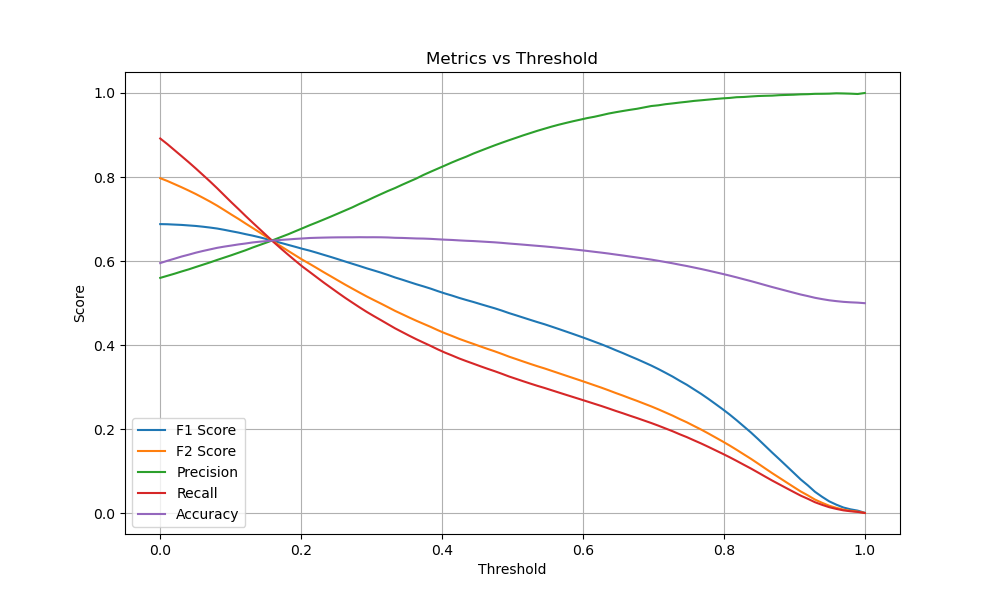 Metrics vs Threshold
Score
1.0
0.8
0.6
0.4
0.2
0.0
F1 Score
F2 Score
Precision
Recall
Accuracy
0.0 0.2 0.4 0.6 0.8 1.0
Threshold